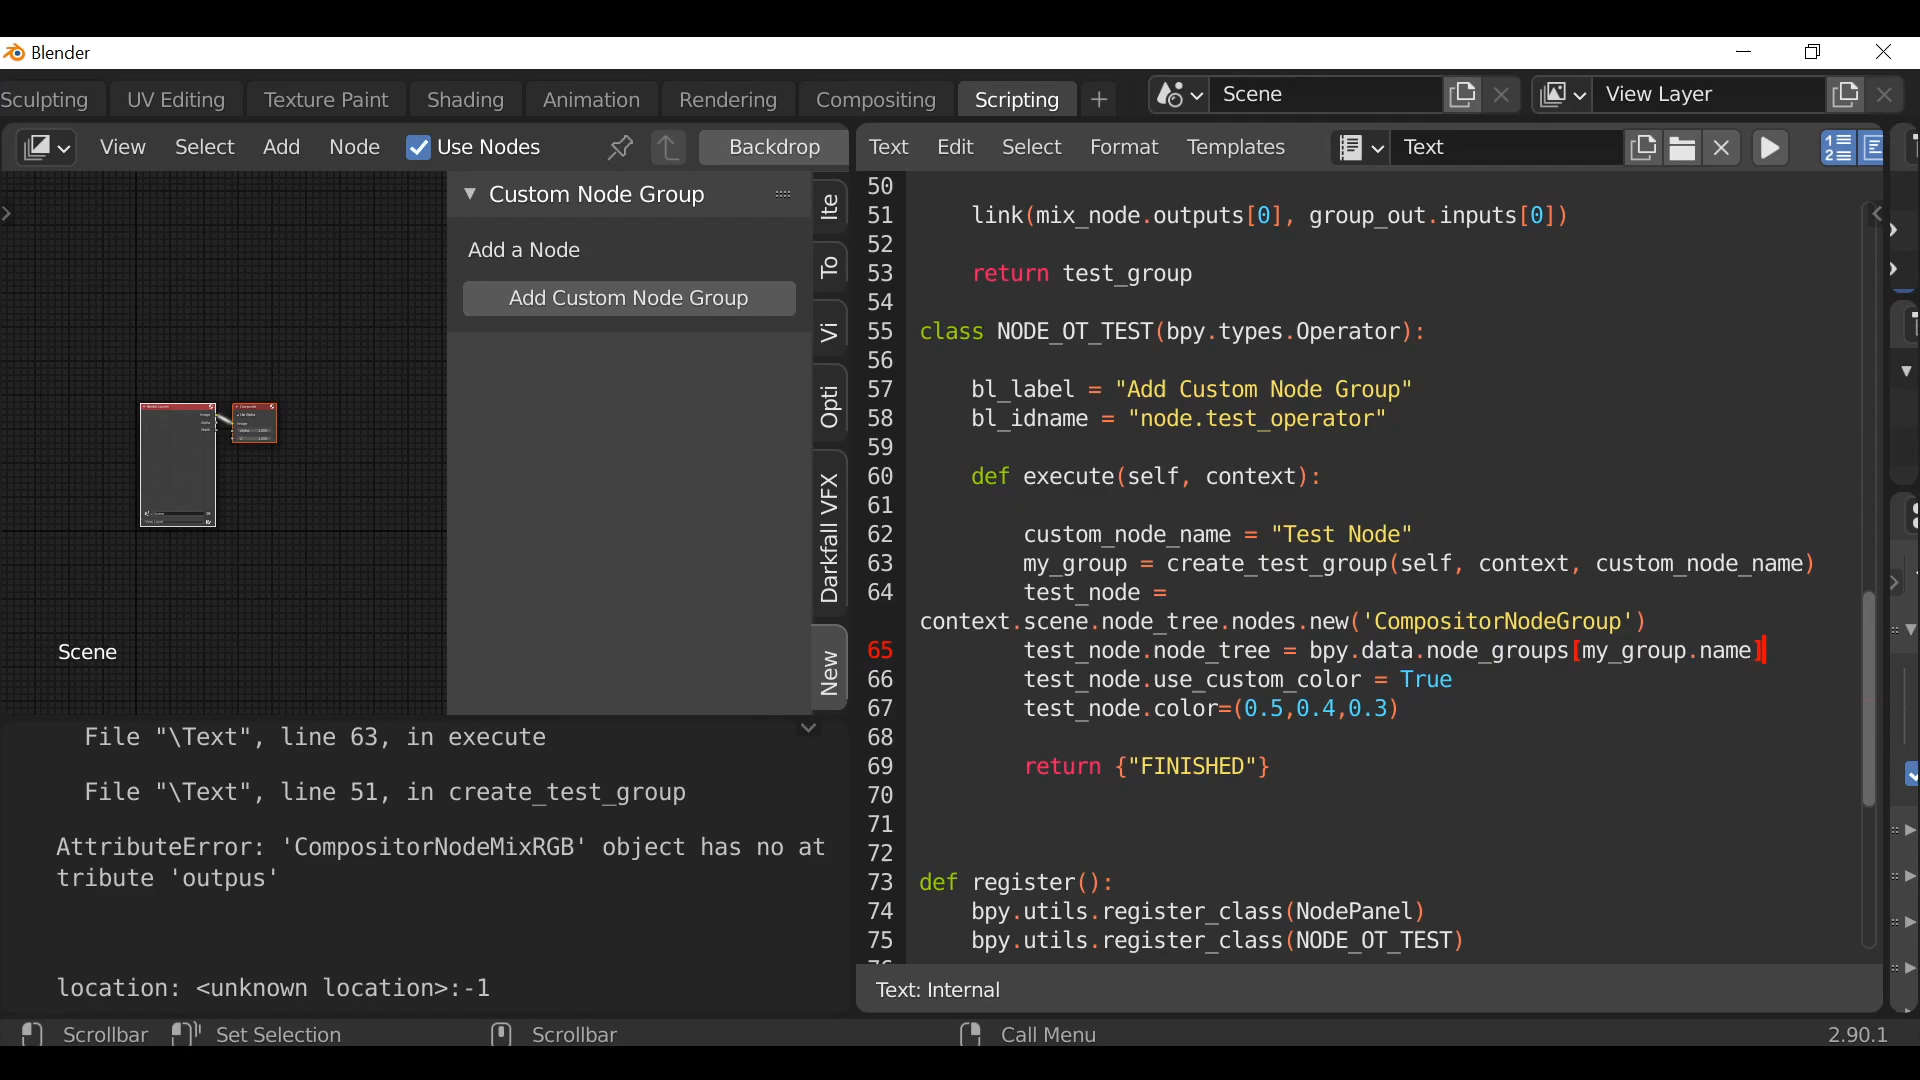 Blender
Sculpting UV Editing Texture Paint Shading Animation Rendering Compositing Scripting + Scene View Layer
View Select Add Node Use Nodes Backdrop
Text Edit Select Format Templates Text
Custom Node Group
Add a Node
Add Custom Node Group
Ite
To
Vi
Opti
Darkfall VFX
New
Scene
50
51 link(mix_node.outputs[0], group_out.inputs[0])
52
53 return test_group
54
55 class NODE_OT_TEST(bpy.types.Operator):
56
57 bl_label = "Add Custom Node Group"
58 bl_idname = "node.test_operator"
59
60 def execute(self, context):
61
62 custom_node_name = "Test Node"
63 my_group = create_test_group(self, context, custom_node_name)
64 test_node =
context.scene.node_tree.nodes.new('CompositorNodeGroup')
65 test_node.node_tree = bpy.data.node_groups[my_group.name]
66 test_node.use_custom_color = True
67 test_node.color=(0.5,0.4,0.3)
68
69 return {"FINISHED"}
70
71
72
73 def register():
74 bpy.utils.register_class(NodePanel)
75 bpy.utils.register_class(NODE_OT_TEST)
File "\Text", line 63, in execute
File "\Text", line 51, in create_test_group
AttributeError: 'CompositorNodeMixRGB' object has no at
tribute 'outpus'
location: <unknown location>:-1
Text: Internal
Scrollbar Set Selection Scrollbar Call Menu 2.90.1